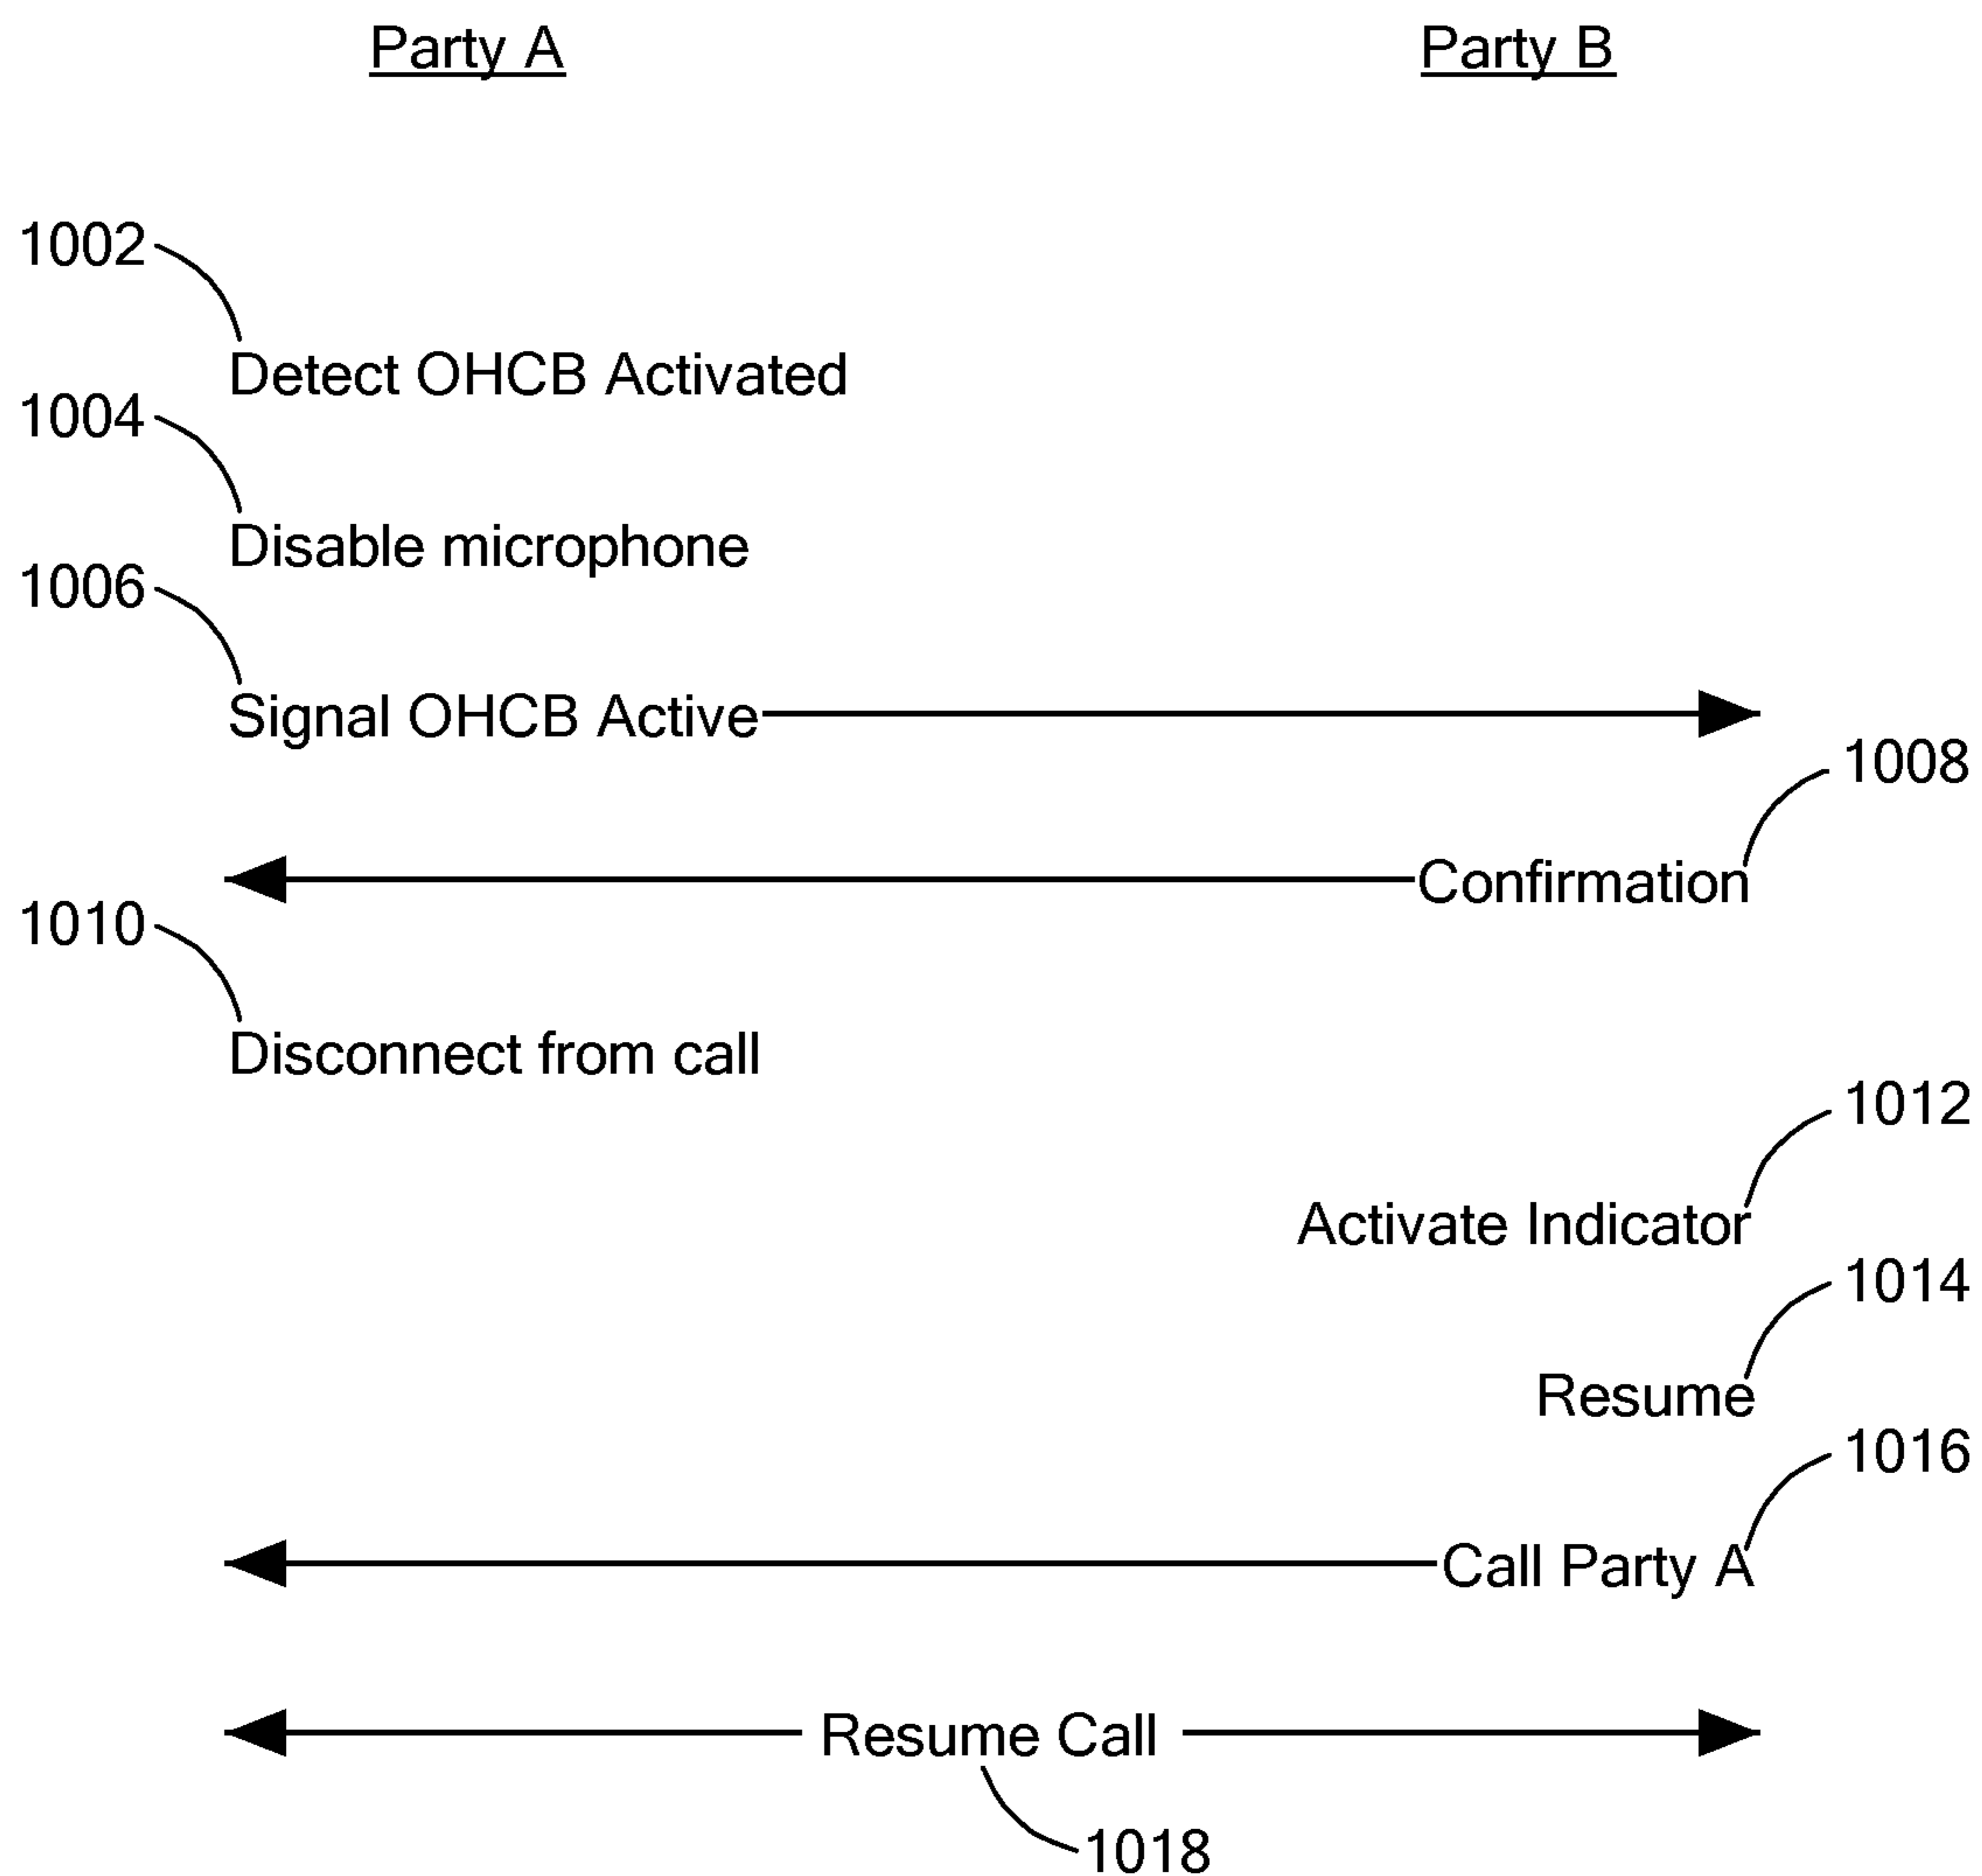 Party A
Party B
1002
Detect OHCB Activated
1004
Disable microphone
1006
Signal OHCB Active
1008
Confirmation
1010
Disconnect from call
1012
Activate Indicator
1014
Resume
1016
Call Party A
Resume Call
1018